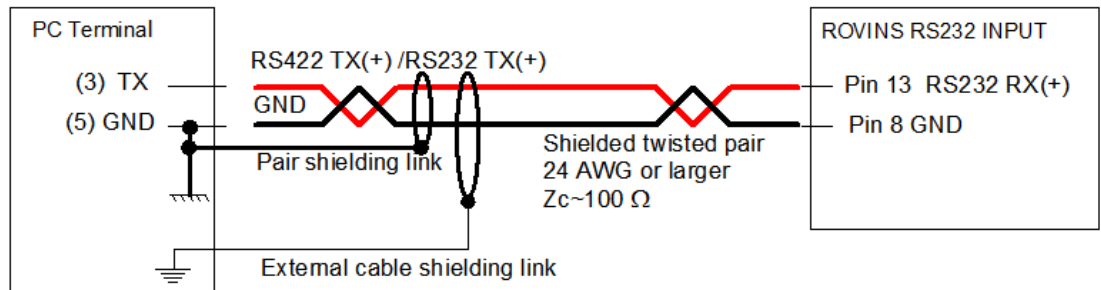 PC Terminal
ROVINS RS232 INPUT
RS422 TX(+) /RS232 TX(+)
(3) TX
Pin 13 RS232 RX(+)
GND
(5) GND
Pin 8 GND
Pair shielding link
Shielded twisted pair
24 AWG or larger
Zc~100 Ω
External cable shielding link